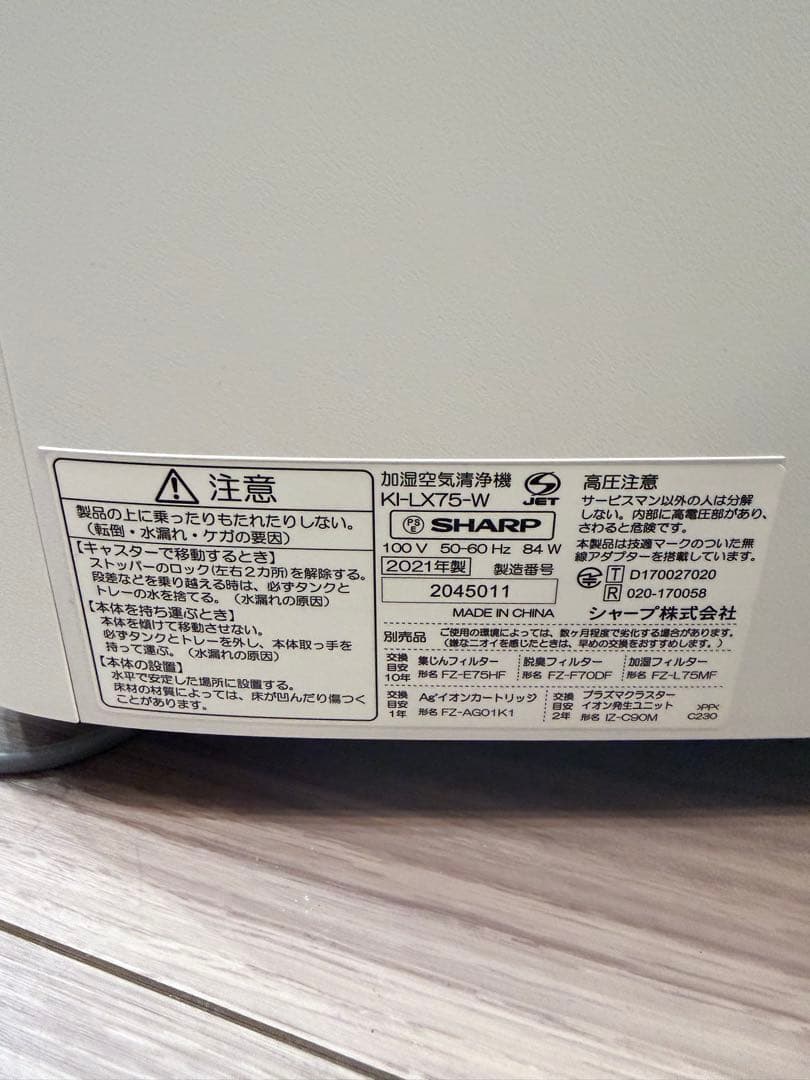 注意
製品の上に乗ったりもたれたりしない。
（転倒・水漏れ・ケガの要因）
【キャスターで移動するとき】
ストッパーのロック(左右2カ所)を解除する。
段差などを乗り越える時は、必ずタンクと
トレーの水を捨てる。（水漏れの原因）
【本体を持ち運ぶとき】
本体を傾けて移動させない。
必ずタンクとトレーを外し、本体取っ手を
持って運ぶ。（水漏れの原因）
【本体の設置】
水平で安定した場所に設置する。
床材の材質によっては、床が凹んだり傷つく
ことがあります。
加湿空気清浄機
KI-LX75-W
JET
PS
E
SHARP
100 V 50-60 Hz 84 W
2021年製 製造番号
2045011
MADE IN CHINA
高圧注意
サービスマン以外の人は分解
しない。内部に高電圧部があり、
さわると危険です。
本製品は技適マークのついた無
線アダプターを搭載しています。
T D170027020
R 020-170058
シャープ株式会社
別売品 ご使用の環境によっては、数ヶ月程度で劣化する場合があります。
（嫌なニオイを感じたときは、早めの交換をおすすめします。）
交換目安10年 集じんフィルター 形名 FZ-E75HF
脱臭フィルター 形名 FZ-F70DF
加湿フィルター 形名 FZ-L75MF
交換目安1年 Ag⁺イオンカートリッジ 形名 FZ-AG01K1
交換目安2年 プラズマクラスターイオン発生ユニット 形名 IZ-C90M
>PP<
C230